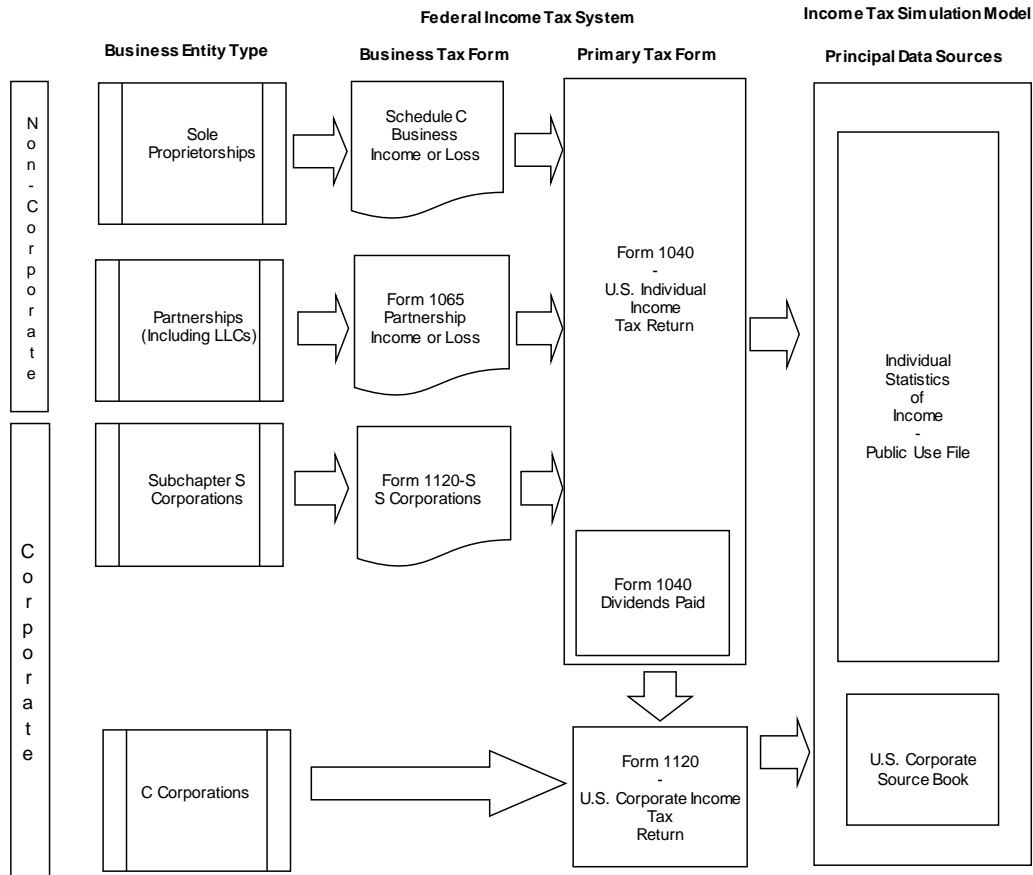 Federal Income Tax System
Income Tax Simulation Model
Business Entity Type
Business Tax Form
Primary Tax Form
Principal Data Sources
Non-Corporate
Sole
Proprietorships
Schedule C
Business
Income or Loss
Partnerships
(Including LLCs)
Form 1065
Partnership
Income or Loss
Form 1040
-
U.S. Individual
Income
Tax Return
Individual
Statistics
of
Income
-
Public Use File
Corporate
Subchapter S
Corporations
Form 1120-S
S Corporations
Form 1040
Dividends Paid
C Corporations
Form 1120
-
U.S. Corporate Income
Tax
Return
U.S. Corporate
Source Book